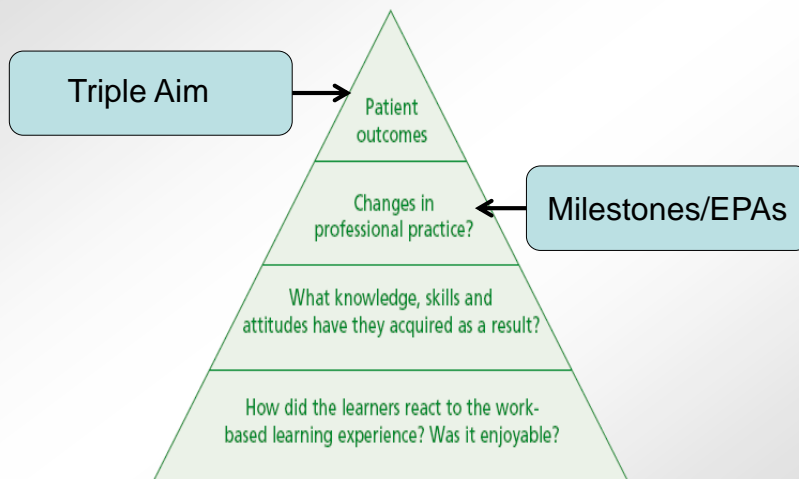 Triple Aim
Patient
outcomes
Changes in
professional practice?
Milestones/EPAs
What knowledge, skills and
attitudes have they acquired as a result?
How did the learners react to the work-
based learning experience? Was it enjoyable?